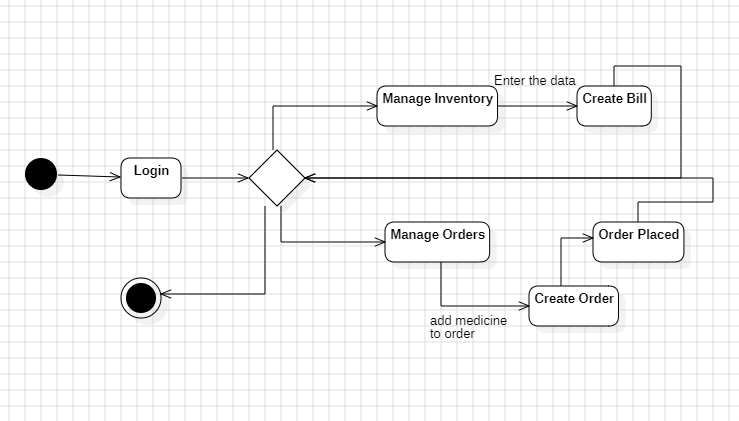 Enter the data
Manage Inventory
Create Bill
Login
Manage Orders
Order Placed
Create Order
add medicine
to order